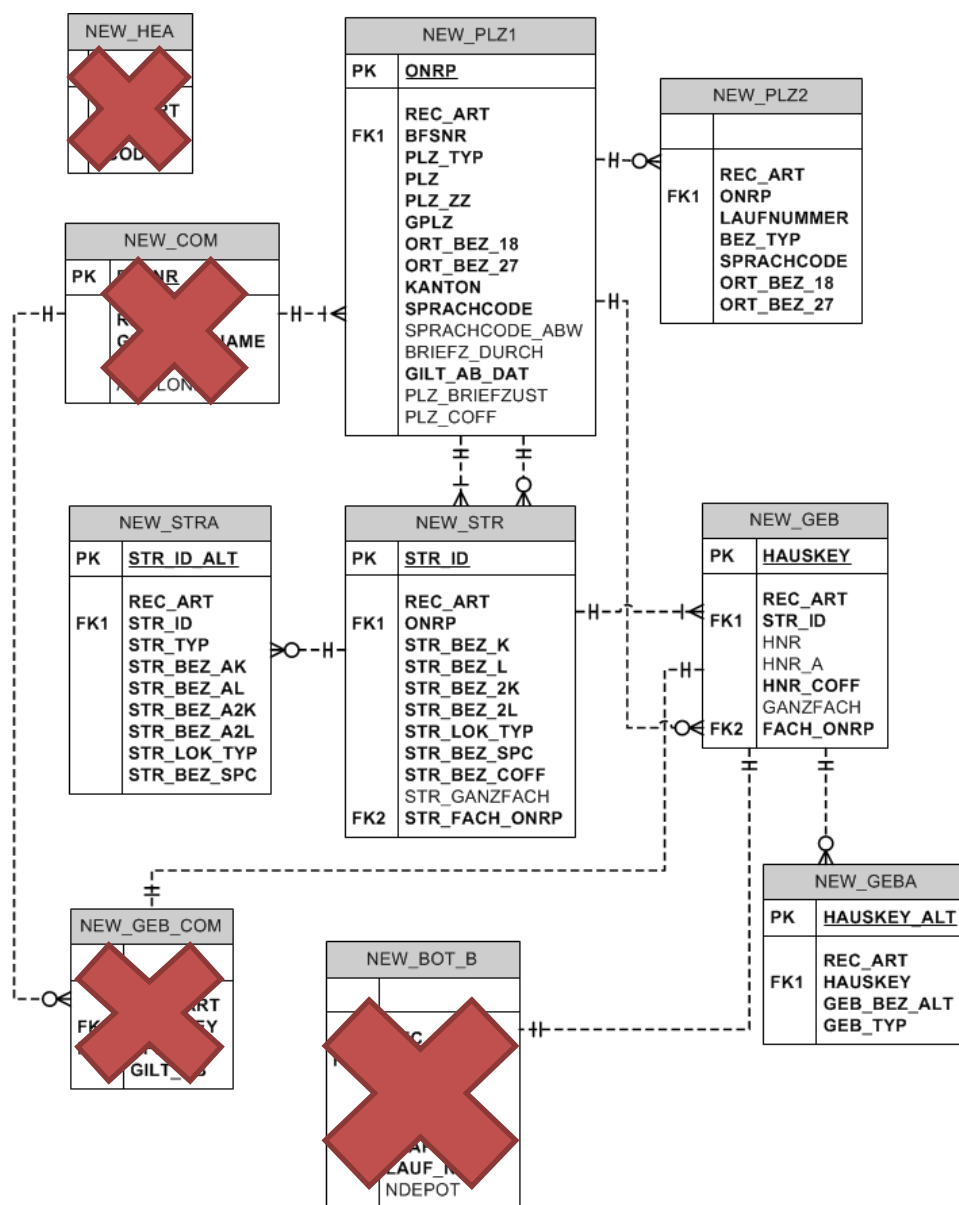 NEW_HEA
NEW_PLZ1
PK ONRP
REC_ART
FK1 BFSNR
PLZ_TYP
PLZ
PLZ_ZZ
GPLZ
ORT_BEZ_18
ORT_BEZ_27
KANTON
SPRACHCODE
SPRACHCODE_ABW
BRIEFZ_DURCH
GILT_AB_DAT
PLZ_BRIEFZUST
PLZ_COFF
NEW_PLZ2
REC_ART
FK1 ONRP
LAUFNUMMER
BEZ_TYP
SPRACHCODE
ORT_BEZ_18
ORT_BEZ_27
NEW_COM
PK
NEW_STRA
PK STR_ID_ALT
REC_ART
FK1 STR_ID
STR_TYP
STR_BEZ_AK
STR_BEZ_AL
STR_BEZ_A2K
STR_BEZ_A2L
STR_LOK_TYP
STR_BEZ_SPC
NEW_STR
PK STR_ID
REC_ART
FK1 ONRP
STR_BEZ_K
STR_BEZ_L
STR_BEZ_2K
STR_BEZ_2L
STR_LOK_TYP
STR_BEZ_SPC
STR_BEZ_COFF
STR_GANZFACH
FK2 STR_FACH_ONRP
NEW_GEB
PK HAUSKEY
REC_ART
FK1 STR_ID
HNR
HNR_A
HNR_COFF
GANZFACH
FK2 FACH_ONRP
NEW_GEB_COM
NEW_BOT_B
NDEPOT
NEW_GEBA
PK HAUSKEY_ALT
REC_ART
FK1 HAUSKEY
GEB_BEZ_ALT
GEB_TYP